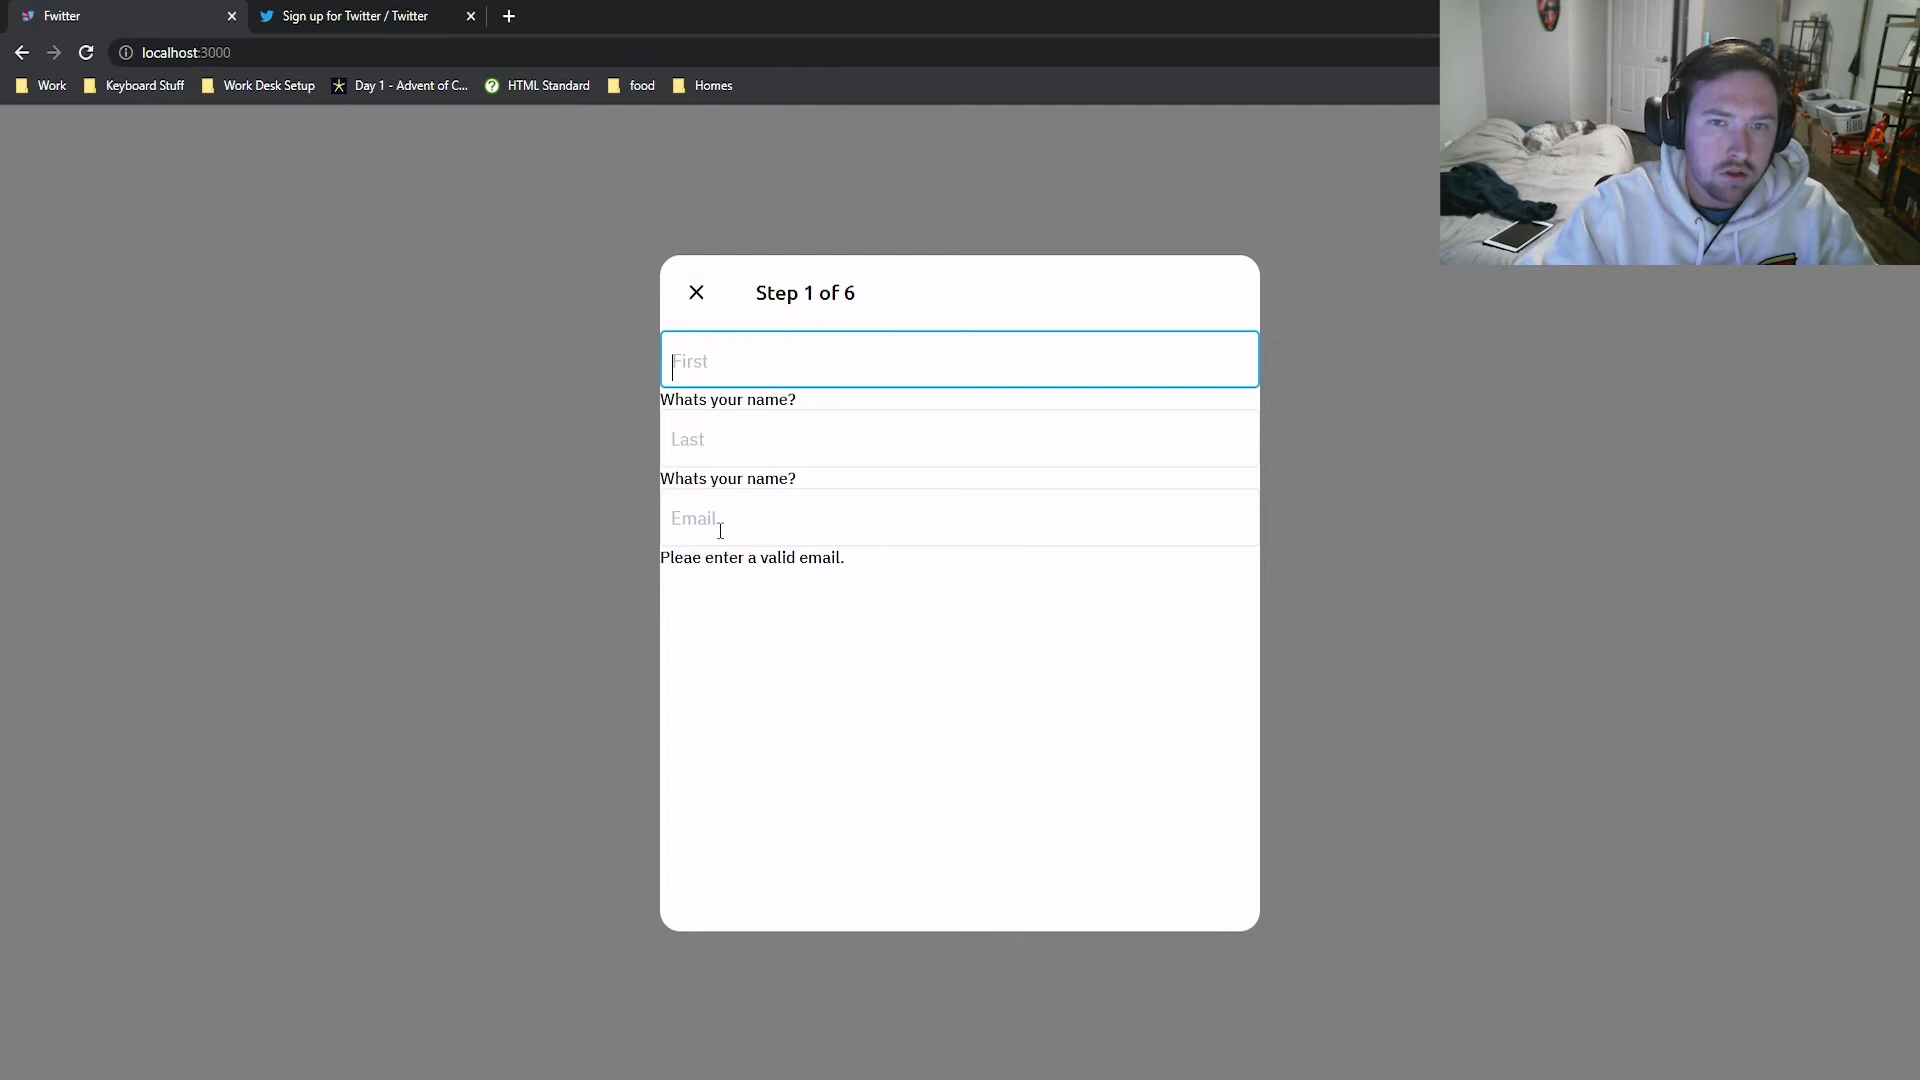 Fwitter
Sign up for Twitter / Twitter
localhost:3000
Work
Keyboard Stuff
Work Desk Setup
Day 1 - Advent of C...
HTML Standard
food
Homes
Step 1 of 6
First
Whats your name?
Last
Whats your name?
Email
Pleae enter a valid email.